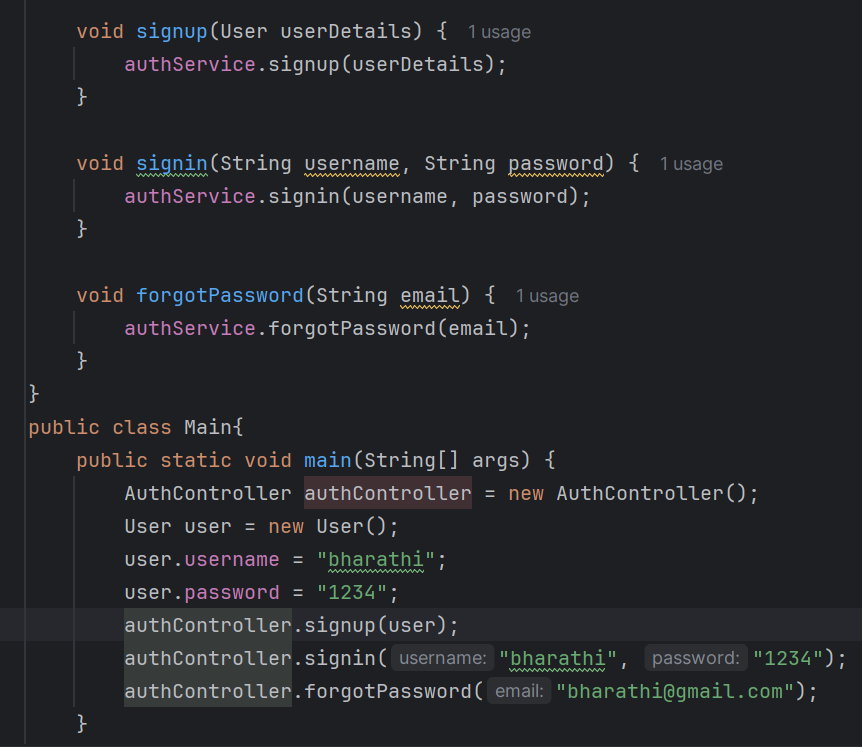 void signup(User userDetails) { 1 usage
authService.signup(userDetails);
}
void signin(String username, String password) { 1 usage
authService.signin(username, password);
}
void forgotPassword(String email) { 1 usage
authService.forgotPassword(email);
}
}
public class Main{
public static void main(String[] args) {
AuthController authController = new AuthController();
User user = new User();
user.username = "bharathi";
user.password = "1234";
authController.signup(user);
authController.signin( username: "bharathi", password: "1234");
authController.forgotPassword( email: "bharathi@gmail.com");
}